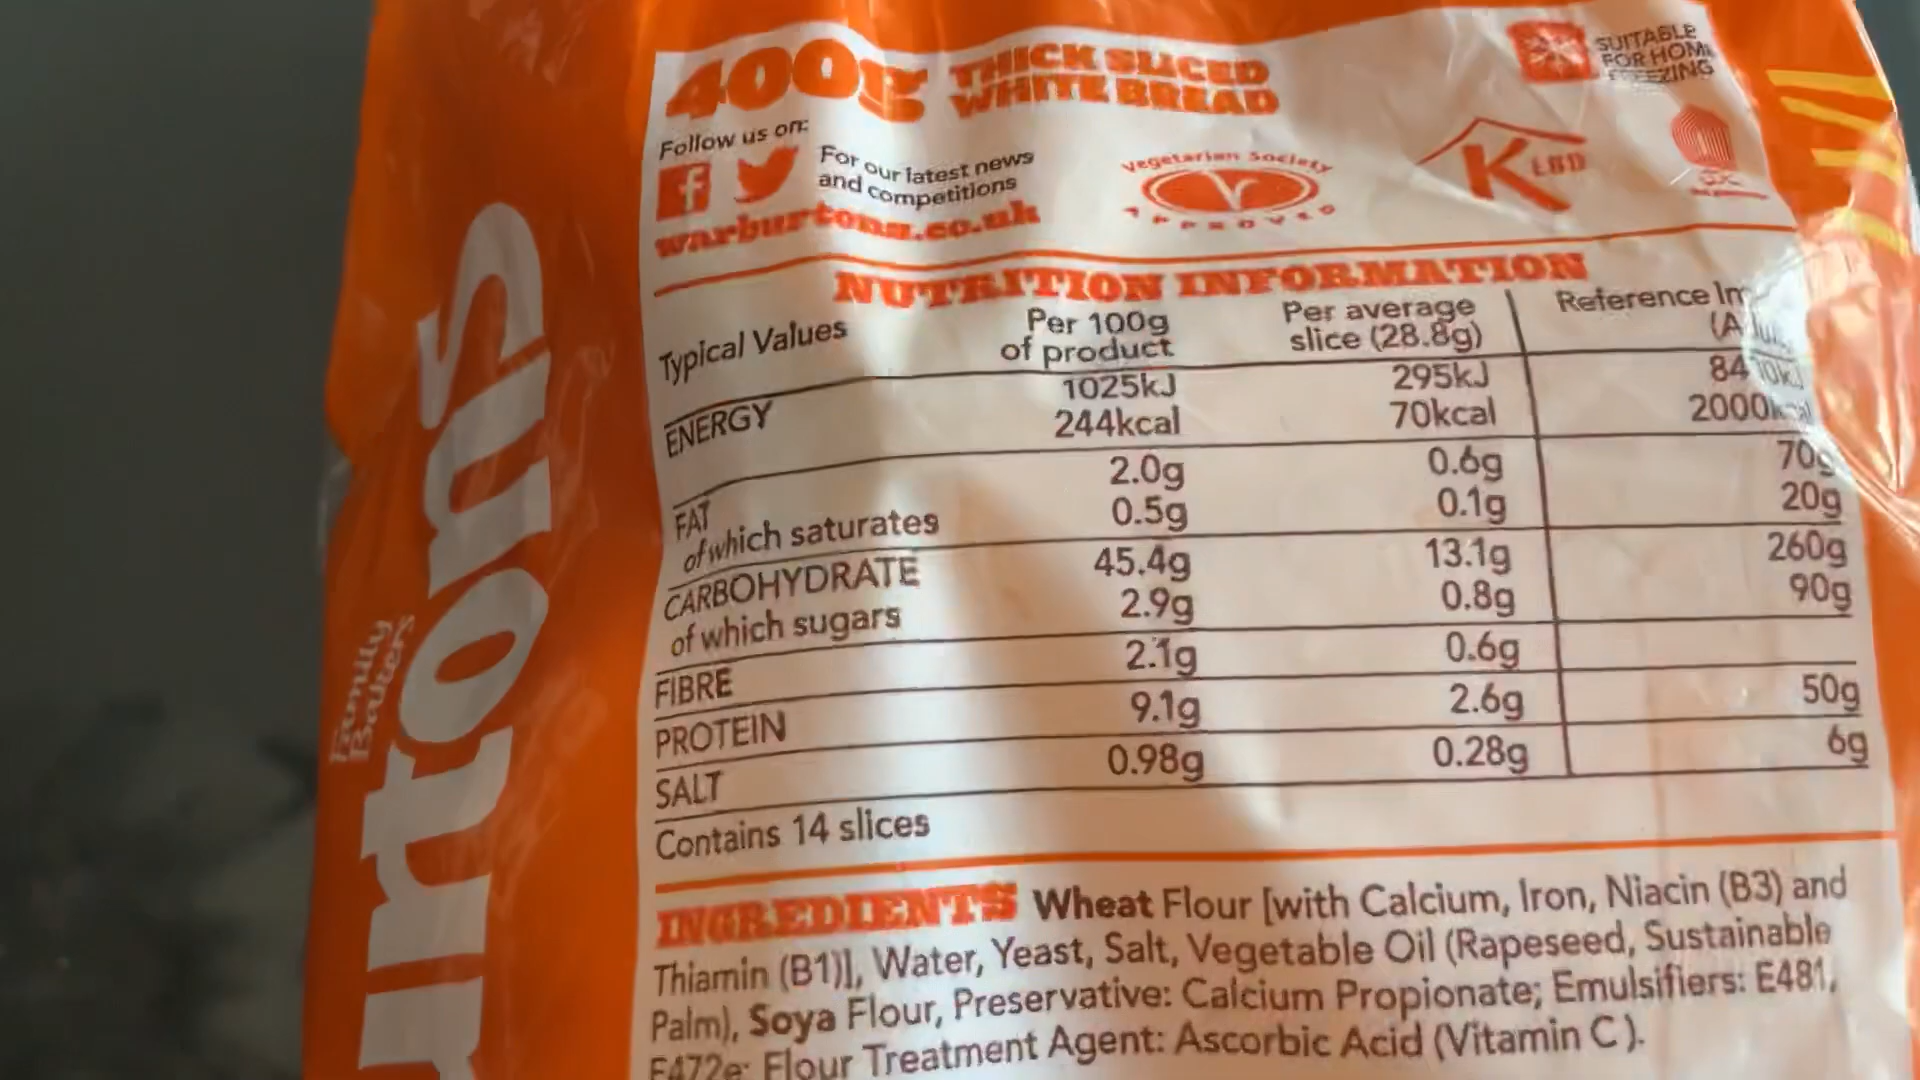 400g THICK SLICED
WHITE BREAD
SUITABLE
FOR HOME
FREEZING
Follow us on:
For our latest news
and competitions
warburtons.co.uk
Vegetarian Society
APPROVED
K LBD
NUTRITION INFORMATION
Typical Values Per 100g of product Per average slice (28.8g) Reference
ENERGY 1025kJ 295kJ
244kcal 70kcal 2000
FAT 2.0g 0.6g 70g
of which saturates 0.5g 0.1g 20g
CARBOHYDRATE 45.4g 13.1g 260g
of which sugars 2.9g 0.8g 90g
FIBRE 2.1g 0.6g
PROTEIN 9.1g 2.6g 50g
SALT 0.98g 0.28g 6g
Contains 14 slices
INGREDIENTS Wheat Flour [with Calcium, Iron, Niacin (B3) and
Thiamin (B1)], Water, Yeast, Salt, Vegetable Oil (Rapeseed, Sustainable
Palm), Soya Flour, Preservative: Calcium Propionate; Emulsifiers: E481,
E472e; Flour Treatment Agent: Ascorbic Acid (Vitamin C).
urtons
Family
Bakers